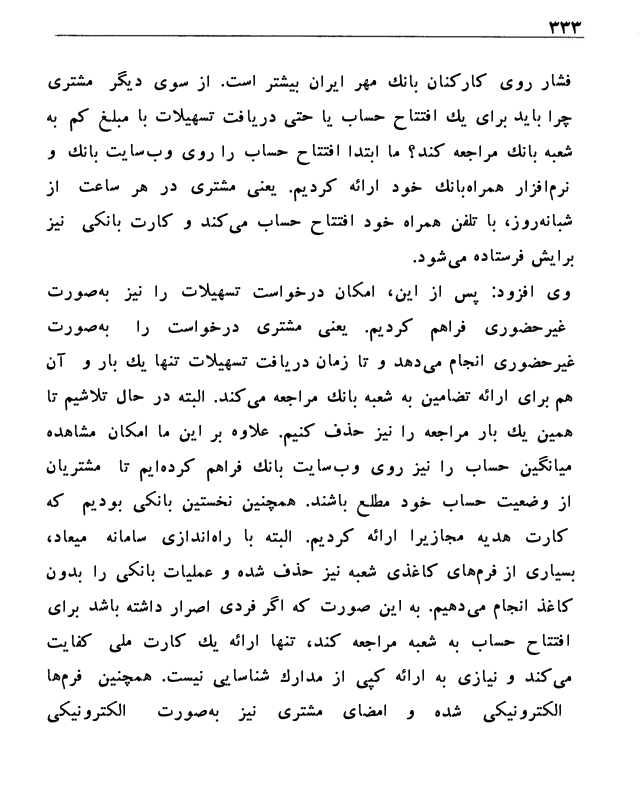 ۳۳۳
فشار روی کارکنان بانك مهر ایران بیشتر است. از سوی دیگر مشتری
چرا باید برای یك افتتاح حساب یا حتی دریافت تسهیلات با مبلغ کم به
شعبه بانك مراجعه کند؟ ما ابتدا افتتاح حساب را روی وب‌سایت بانك و
نرم‌افزار همراه‌بانك خود ارائه کردیم. یعنی مشتری در هر ساعت از
شبانه‌روز، با تلفن همراه خود افتتاح حساب می‌کند و کارت بانکی نیز
برایش فرستاده می‌شود.
وی افزود: پس از این، امکان درخواست تسهیلات را نیز به‌صورت
غیرحضوری فراهم کردیم. یعنی مشتری درخواست را به‌صورت
غیرحضوری انجام می‌دهد و تا زمان دریافت تسهیلات تنها یك بار و آن
هم برای ارائه تضامین به شعبه بانك مراجعه می‌کند. البته در حال تلاشیم تا
همین یك بار مراجعه را نیز حذف کنیم. علاوه بر این ما امکان مشاهده
میانگین حساب را نیز روی وب‌سایت بانك فراهم کرده‌ایم تا مشتریان
از وضعیت حساب خود مطلع باشند. همچنین نخستین بانکی بودیم که
کارت هدیه مجازیرا ارائه کردیم. البته با راه‌اندازی سامانه میعاد،
بسیاری از فرم‌های کاغذی شعبه نیز حذف شده و عملیات بانکی را بدون
کاغذ انجام می‌دهیم. به این صورت که اگر فردی اصرار داشته باشد برای
افتتاح حساب به شعبه مراجعه کند، تنها ارائه یك کارت ملی کفایت
می‌کند و نیازی به ارائه کپی از مدارك شناسایی نیست. همچنین فرم‌ها
الکترونیکی شده و امضای مشتری نیز به‌صورت الکترونیکی